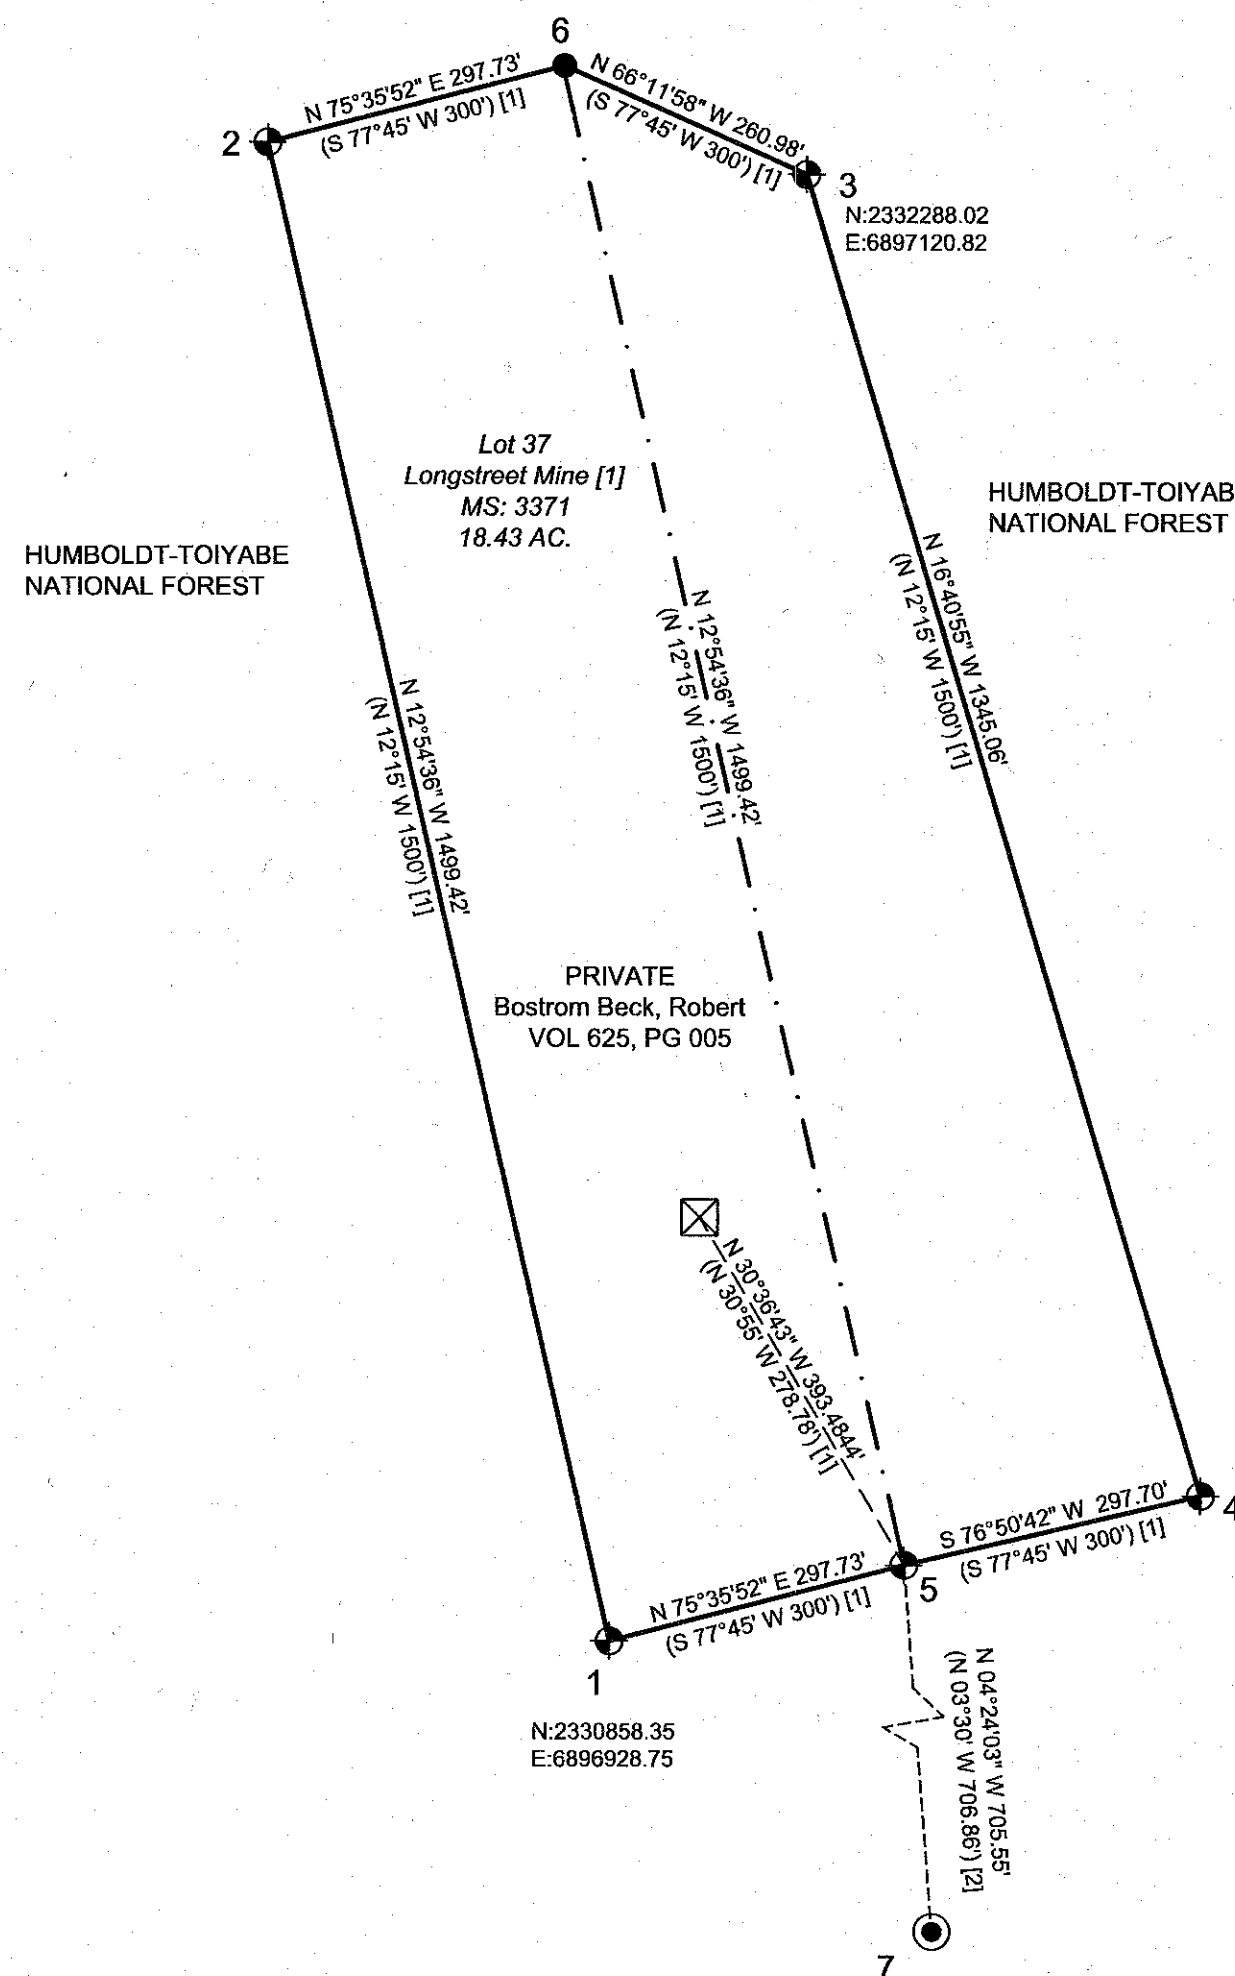 6
N 75°35'52" E 297.73'
(S 77°45' W 300') [1]
N 66°11'58" W 260.98'
(S 77°45' W 300') [1]
2
3
N:2332288.02
E:6897120.82
Lot 37
Longstreet Mine [1]
MS: 3371
18.43 AC.
HUMBOLDT-TOIYABE
NATIONAL FOREST
HUMBOLDT-TOIYAB
NATIONAL FOREST
N 16°40'55" W 1345.06'
(N 12°15' W 1500') [1]
N 12°54'36" W 1499.42'
(N 12°15' W 1500') [1]
N 12°54'36" W 1499.42'
(N 12°15' W 1500') [1]
PRIVATE
Bostrom Beck, Robert
VOL 625, PG 005
N 30°36'43" W 393.4844'
(N 30°55' W 278.78') [1]
S 76°50'42" W 297.70'
(S 77°45' W 300') [1]
4
N 75°35'52" E 297.73'
(S 77°45' W 300') [1]
5
1
N:2330858.35
E:6896928.75
N 04°24'03" W 705.55'
(N 03°30' W 706.86') [2]
7